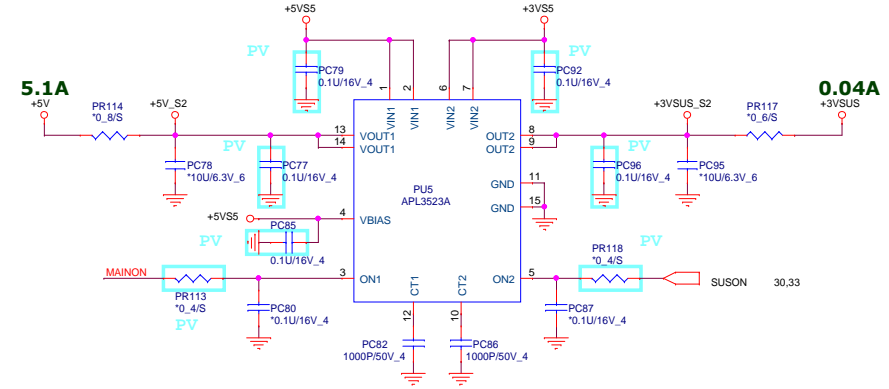 +5VS5
+3VS5
PV
PV
PC79
0.1U/16V_4
PC92
0.1U/16V_4
1
2
6
7
5.1A
+5V
PR114
*0_8/S
+5V_S2
VIN1
VIN1
VIN2
VIN2
+3VSUS_S2
PR117
*0_6/S
0.04A
+3VSUS
13
14
VOUT1
VOUT1
OUT2
OUT2
8
9
PV
PV
PC78
*10U/6.3V_6
PC77
0.1U/16V_4
PU5
APL3523A
GND
GND
11
15
PC96
0.1U/16V_4
PC95
*10U/6.3V_6
+5VS5
4
VBIAS
PC85
0.1U/16V_4
PV
PR118
*0_4/S
PV
MAINON
PR113
*0_4/S
PV
3
ON1
CT1
CT2
ON2
5
SUSON
30,33
PC80
*0.1U/16V_4
PC87
*0.1U/16V_4
12
10
PC82
1000P/50V_4
PC86
1000P/50V_4